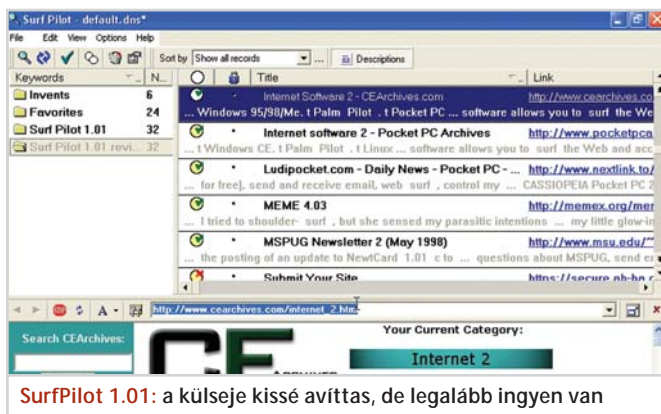 Surf Pilot - default.dns*
File Edit View Options Help
Sort by Show all records ... Descriptions
Keywords N... Title Link
Invents 6
Favorites 24
Surf Pilot 1.01 32
Surf Pilot 1.01 revi... 32
Internet Software 2 - CEArchives.com http://www.cearchives.co
... Windows 95/98/Me. t Palm Pilot . t Pocket PC ... software allows you to surf the We
Internet software 2 - Pocket PC Archives http://www.pocketpca
... t Windows CE. t Palm Pilot . t Linux ... software allows you to surf the Web and acc
Ludipocket.com - Daily News - Pocket PC - ... http://www.nextlink.to/
... for free], send and receive email, web surf , control my ... CASSIOPEIA Pocket PC 2
MEME 4.03 http://memex.org/mer
... I tried to shoulder- surf , but she sensed my parasitic intentions ... my little glow-in
MSPUG Newsletter 2 (May 1998) http://www.msu.edu/~
... the posting of an update to NewtCard 1.01 c to ... questions about MSPUG, send er
Submit Your Site https://secure.ah-ha.c
A http://www.cearchives.com/internet_2.htm
Search CEArchives:
CE
Your Current Category:
Internet 2
SurfPilot 1.01: a külseje kissé avíttas, de legalább ingyen van